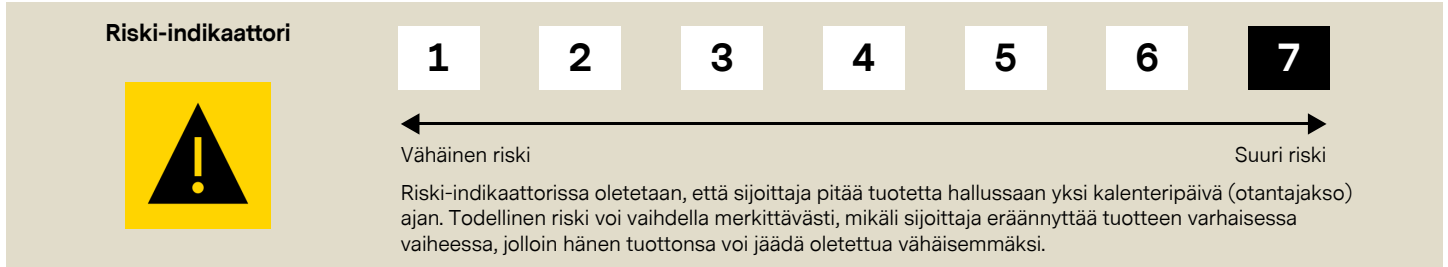 Riski-indikaattori
1 2 3 4 5 6 7
!
Vähäinen riski Suuri riski
Riski-indikaattorissa oletetaan, että sijoittaja pitää tuotetta hallussaan yksi kalenteripäivä (otantajakso)
ajan. Todellinen riski voi vaihdella merkittävästi, mikäli sijoittaja eräännyttää tuotteen varhaisessa
vaiheessa, jolloin hänen tuottonsa voi jäädä oletettua vähäisemmäksi.